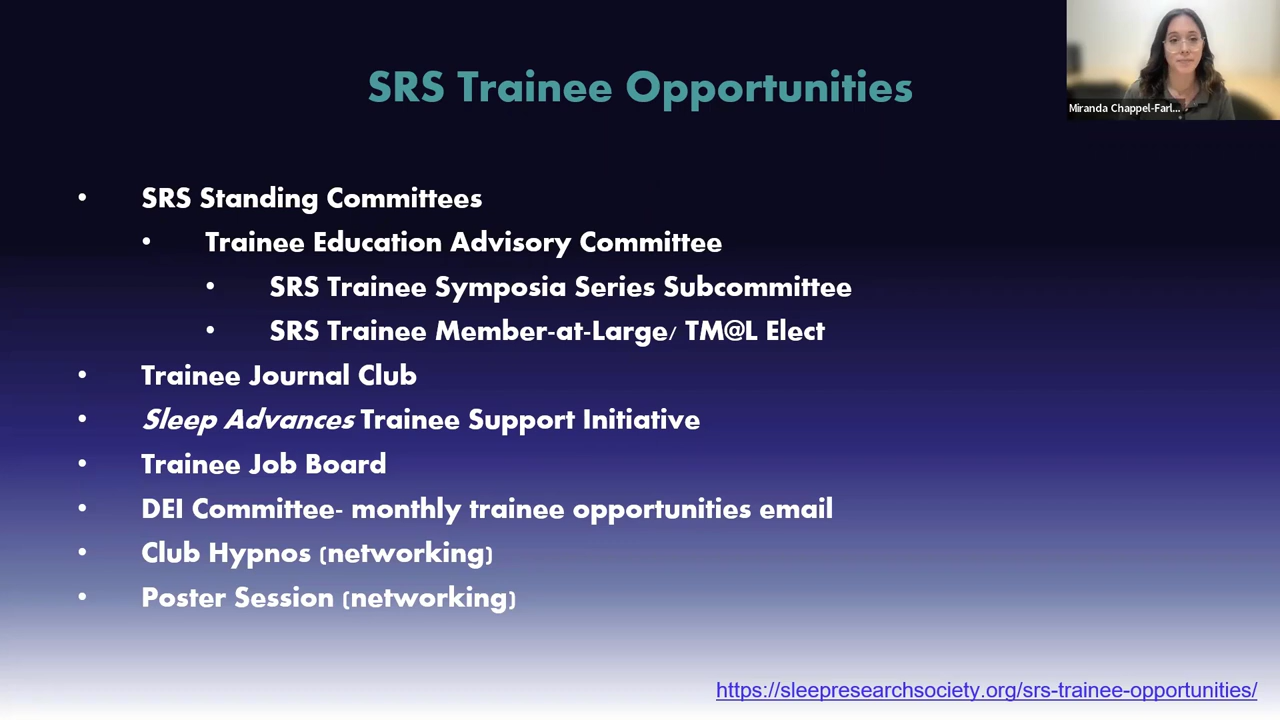 SRS Trainee Opportunities
Miranda Chappel-Farl...
• SRS Standing Committees
• Trainee Education Advisory Committee
• SRS Trainee Symposia Series Subcommittee
• SRS Trainee Member-at-Large/ TM@L Elect
• Trainee Journal Club
• Sleep Advances Trainee Support Initiative
• Trainee Job Board
• DEI Committee- monthly trainee opportunities email
• Club Hypnos (networking)
• Poster Session (networking)
https://sleepresearchsociety.org/srs-trainee-opportunities/